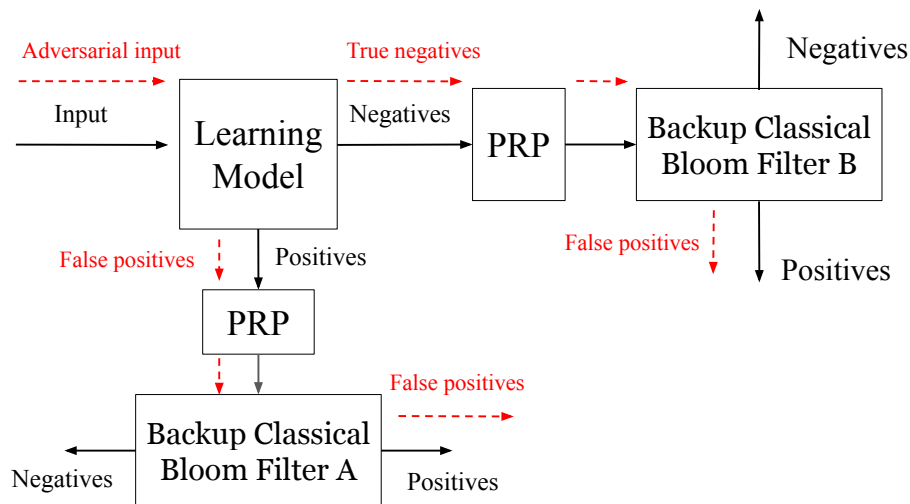 Adversarial input
True negatives
Negatives
Input
Negatives
Learning
Model
PRP
Backup Classical
Bloom Filter B
False positives
Positives
False positives
Positives
PRP
False positives
Backup Classical
Bloom Filter A
Negatives
Positives